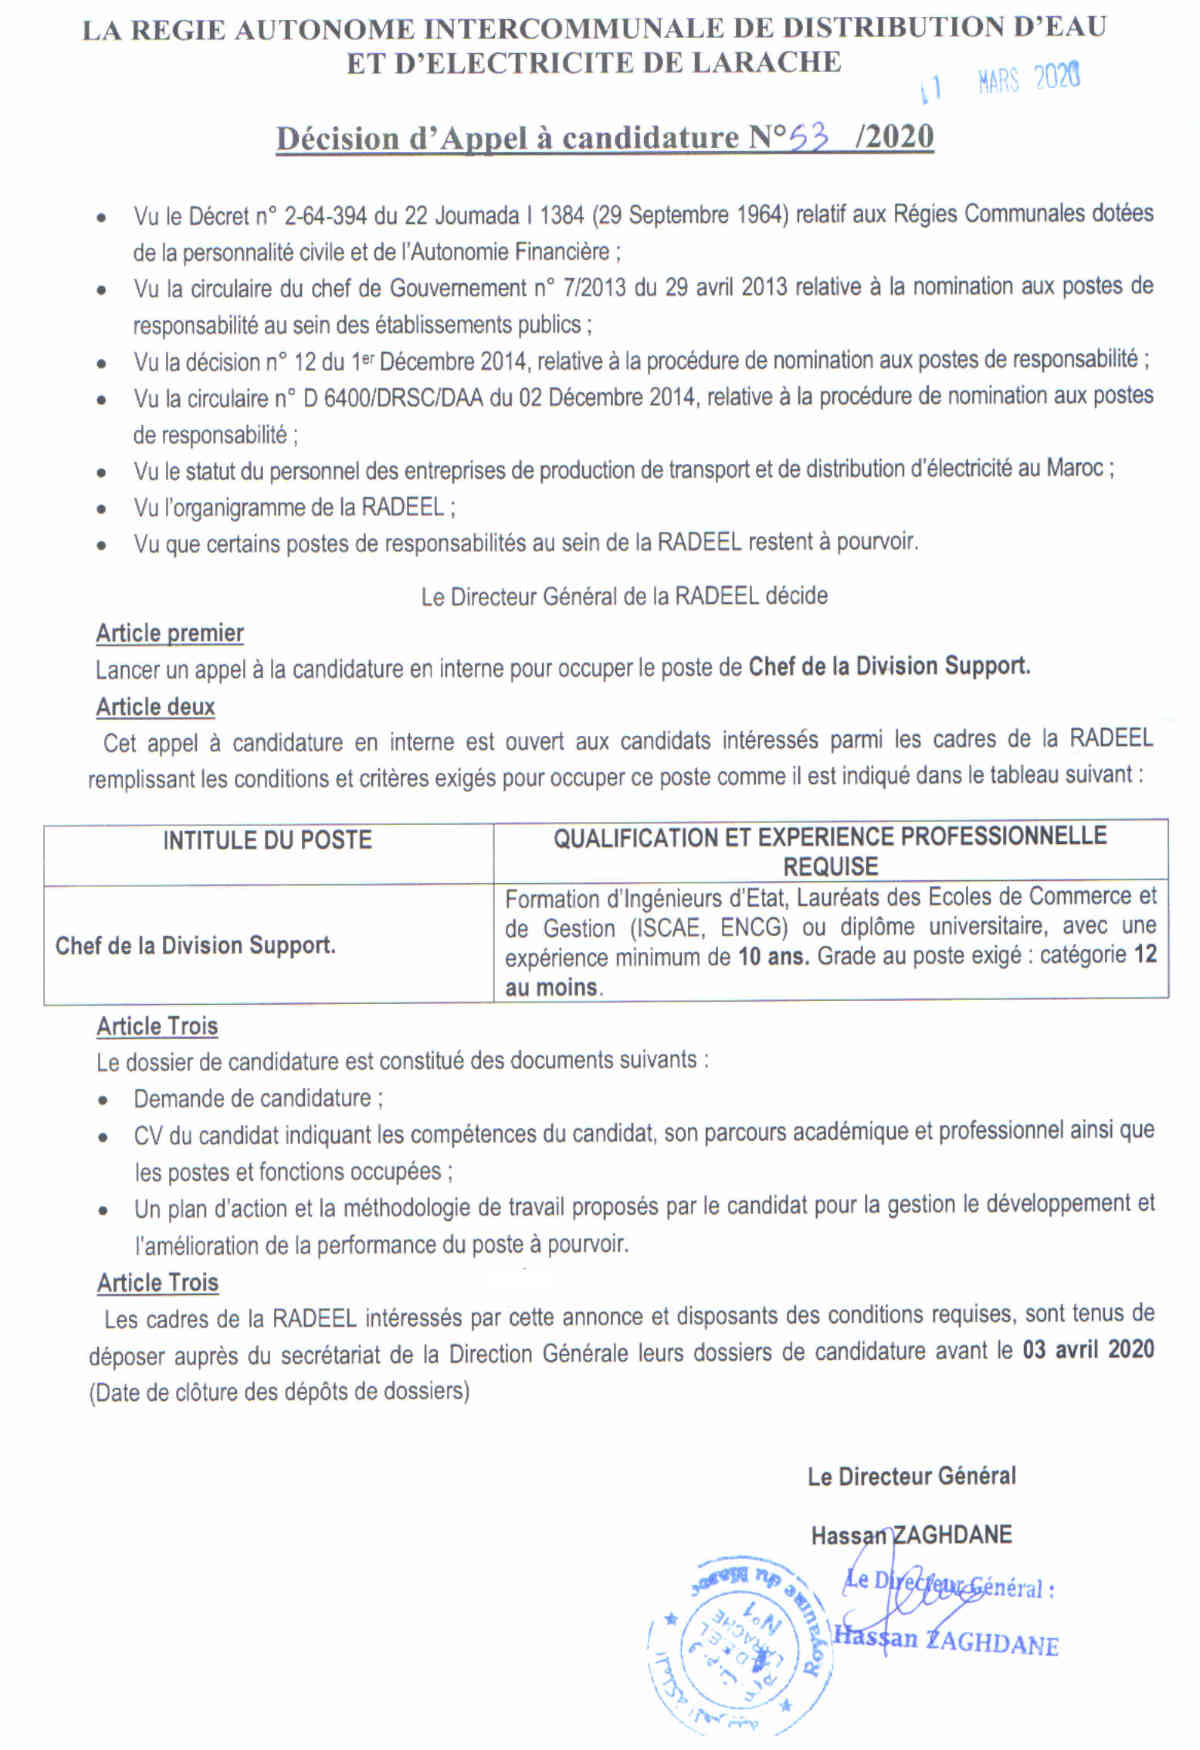 LA REGIE AUTONOME INTERCOMMUNALE DE DISTRIBUTION D'EAU
ET D'ELECTRICITE DE LARACHE
11 MARS 2020
Décision d'Appel à candidature N°53 /2020
• Vu le Décret n° 2-64-394 du 22 Joumada I 1384 (29 Septembre 1964) relatif aux Régies Communales dotées
de la personnalité civile et de l'Autonomie Financière ;
• Vu la circulaire du chef de Gouvernement n° 7/2013 du 29 avril 2013 relative à la nomination aux postes de
responsabilité au sein des établissements publics ;
• Vu la décision n° 12 du 1er Décembre 2014, relative à la procédure de nomination aux postes de responsabilité ;
• Vu la circulaire n° D 6400/DRSC/DAA du 02 Décembre 2014, relative à la procédure de nomination aux postes
de responsabilité ;
• Vu le statut du personnel des entreprises de production de transport et de distribution d'électricité au Maroc ;
• Vu l'organigramme de la RADEEL ;
• Vu que certains postes de responsabilités au sein de la RADEEL restent à pourvoir.
Le Directeur Général de la RADEEL décide
Article premier
Lancer un appel à la candidature en interne pour occuper le poste de Chef de la Division Support.
Article deux
Cet appel à candidature en interne est ouvert aux candidats intéressés parmi les cadres de la RADEEL
remplissant les conditions et critères exigés pour occuper ce poste comme il est indiqué dans le tableau suivant :
INTITULE DU POSTE
QUALIFICATION ET EXPERIENCE PROFESSIONNELLE
REQUISE
Chef de la Division Support.
Formation d'Ingénieurs d'Etat, Lauréats des Ecoles de Commerce et
de Gestion (ISCAE, ENCG) ou diplôme universitaire, avec une
expérience minimum de 10 ans. Grade au poste exigé : catégorie 12
au moins.
Article Trois
Le dossier de candidature est constitué des documents suivants :
• Demande de candidature ;
• CV du candidat indiquant les compétences du candidat, son parcours académique et professionnel ainsi que
les postes et fonctions occupées ;
• Un plan d'action et la méthodologie de travail proposés par le candidat pour la gestion le développement et
l'amélioration de la performance du poste à pourvoir.
Article Trois
Les cadres de la RADEEL intéressés par cette annonce et disposants des conditions requises, sont tenus de
déposer auprès du secrétariat de la Direction Générale leurs dossiers de candidature avant le 03 avril 2020
(Date de clôture des dépôts de dossiers)
Le Directeur Général
Hassan ZAGHDANE
Le Directeur Général :
Hassan ZAGHDANE
Royaume du Maroc
N°1
LARACHE
المملكة المغربية